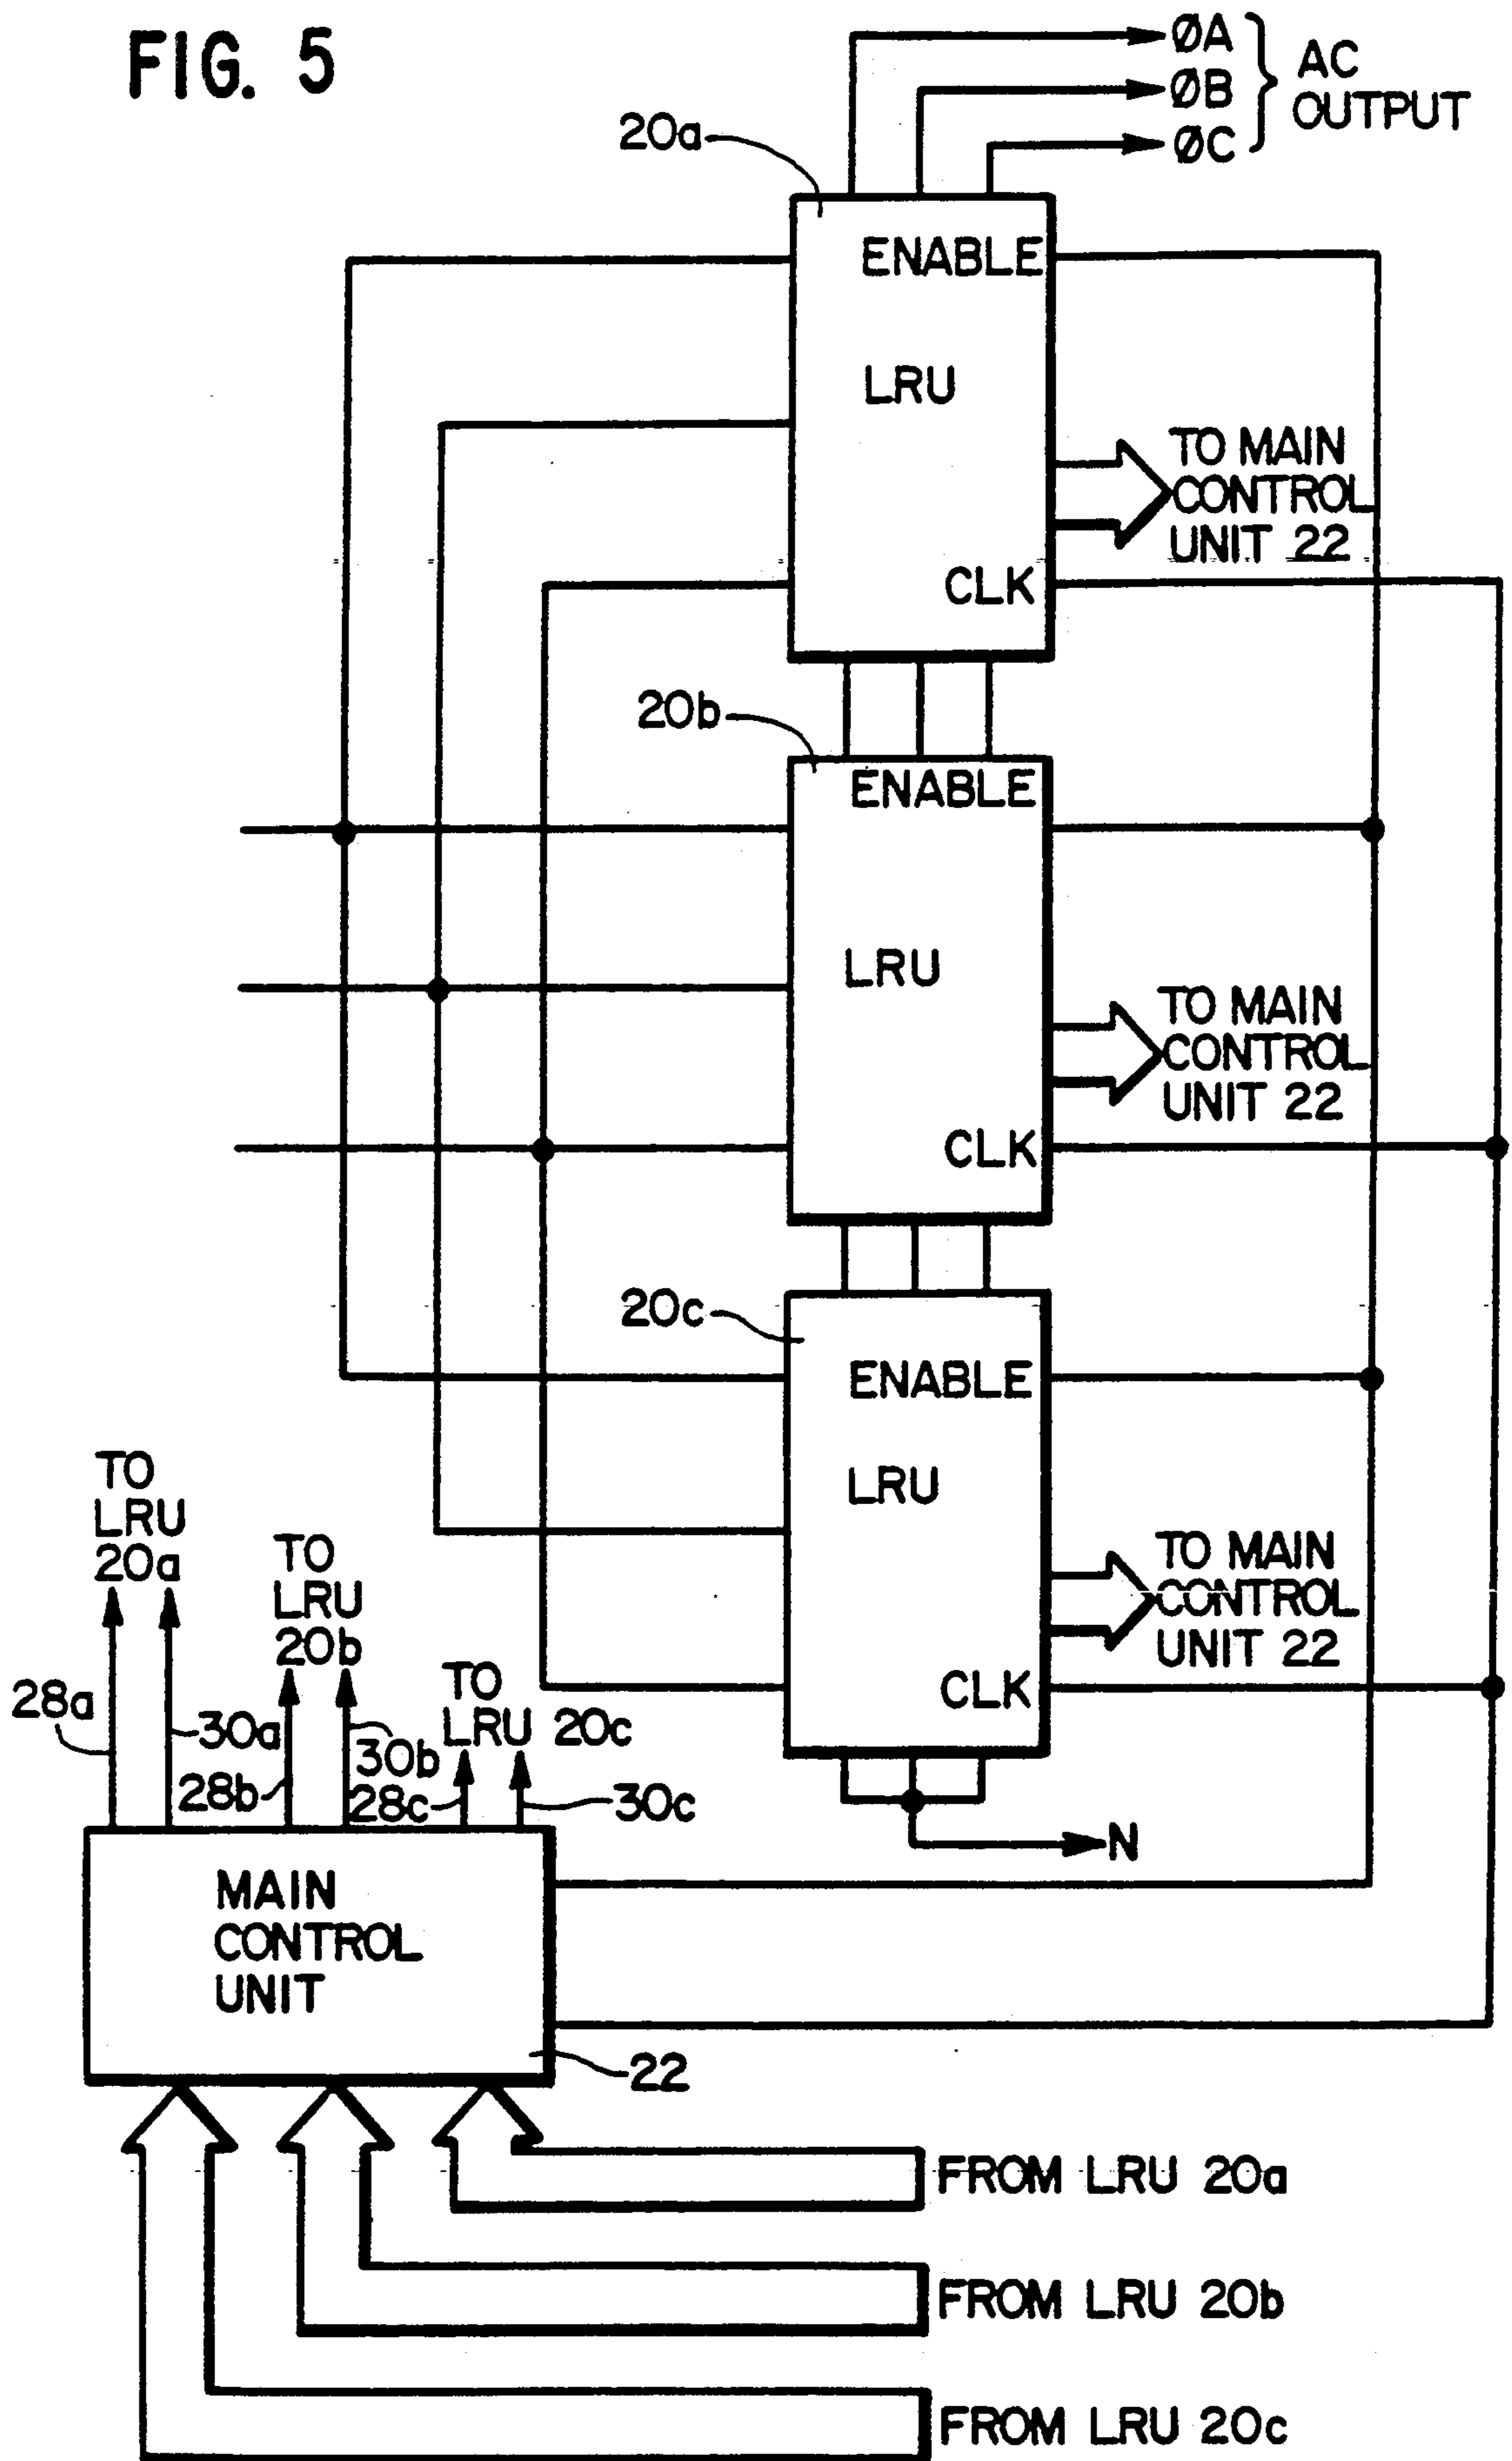 FIG. 5
ØA
ØB
ØC
AC
OUTPUT
20a
ENABLE
LRU
TO MAIN
CONTROL
UNIT 22
CLK
20b
ENABLE
LRU
TO MAIN
CONTROL
UNIT 22
CLK
20c
ENABLE
LRU
TO MAIN
CONTROL
UNIT 22
CLK
N
TO
LRU
20a
TO
LRU
20b
TO
LRU 20c
28a
30a
28b
30b
28c
30c
MAIN
CONTROL
UNIT
22
FROM LRU 20a
FROM LRU 20b
FROM LRU 20c